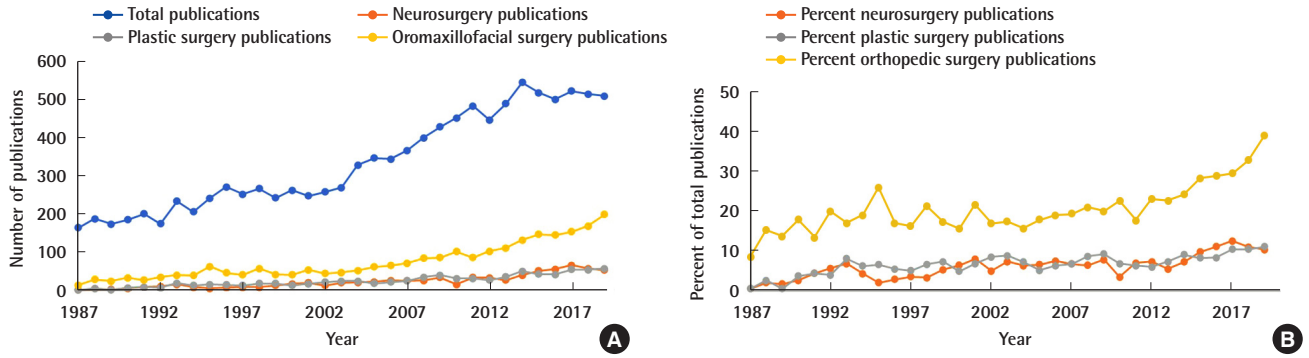 Total publications
Neurosurgery publications
Plastic surgery publications
Oromaxillofacial surgery publications
Number of publications
600
500
400
300
200
100
0
1987
1992
1997
2002
2007
2012
2017
Year
A
Percent neurosurgery publications
Percent plastic surgery publications
Percent orthopedic surgery publications
Percent of total publications
50
40
30
20
10
0
1987
1992
1997
2002
2007
2012
2017
Year
B